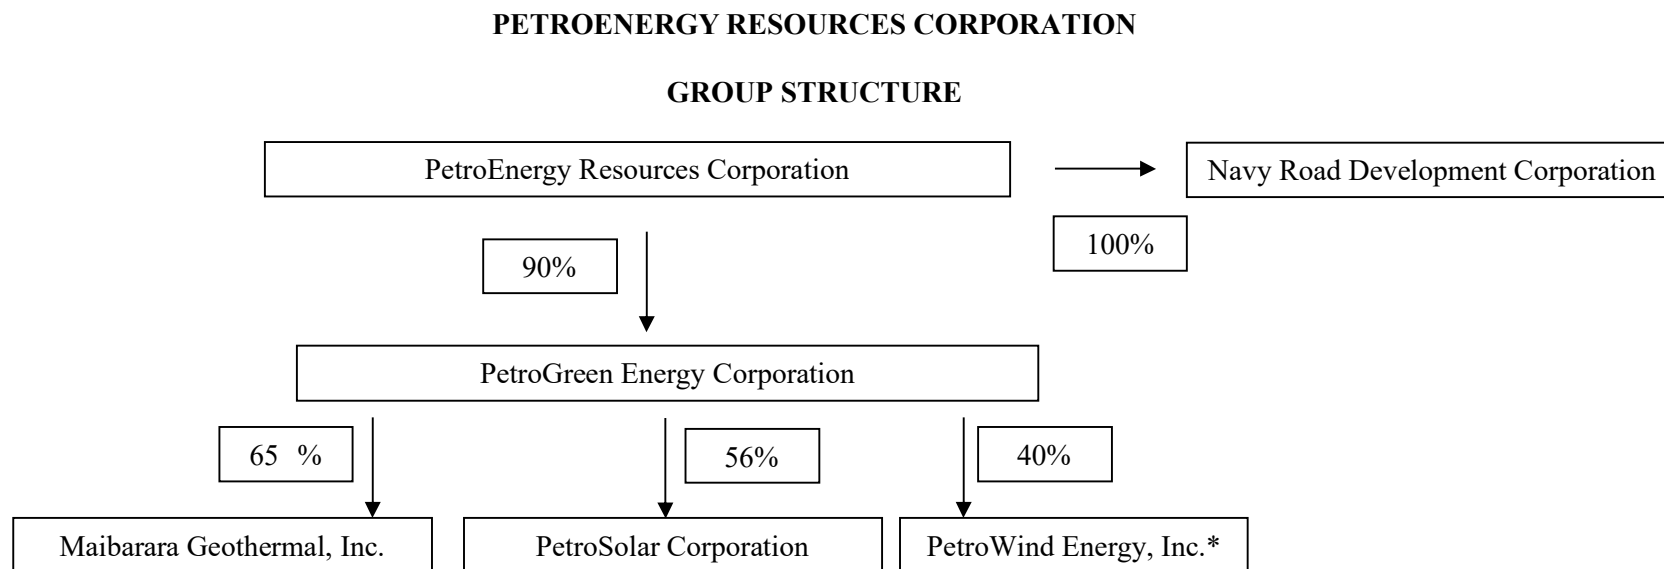 PETROENERGY RESOURCES CORPORATION
GROUP STRUCTURE
PetroEnergy Resources Corporation
Navy Road Development Corporation
100%
90%
PetroGreen Energy Corporation
65 %
56%
40%
Maibarara Geothermal, Inc.
PetroSolar Corporation
PetroWind Energy, Inc.*